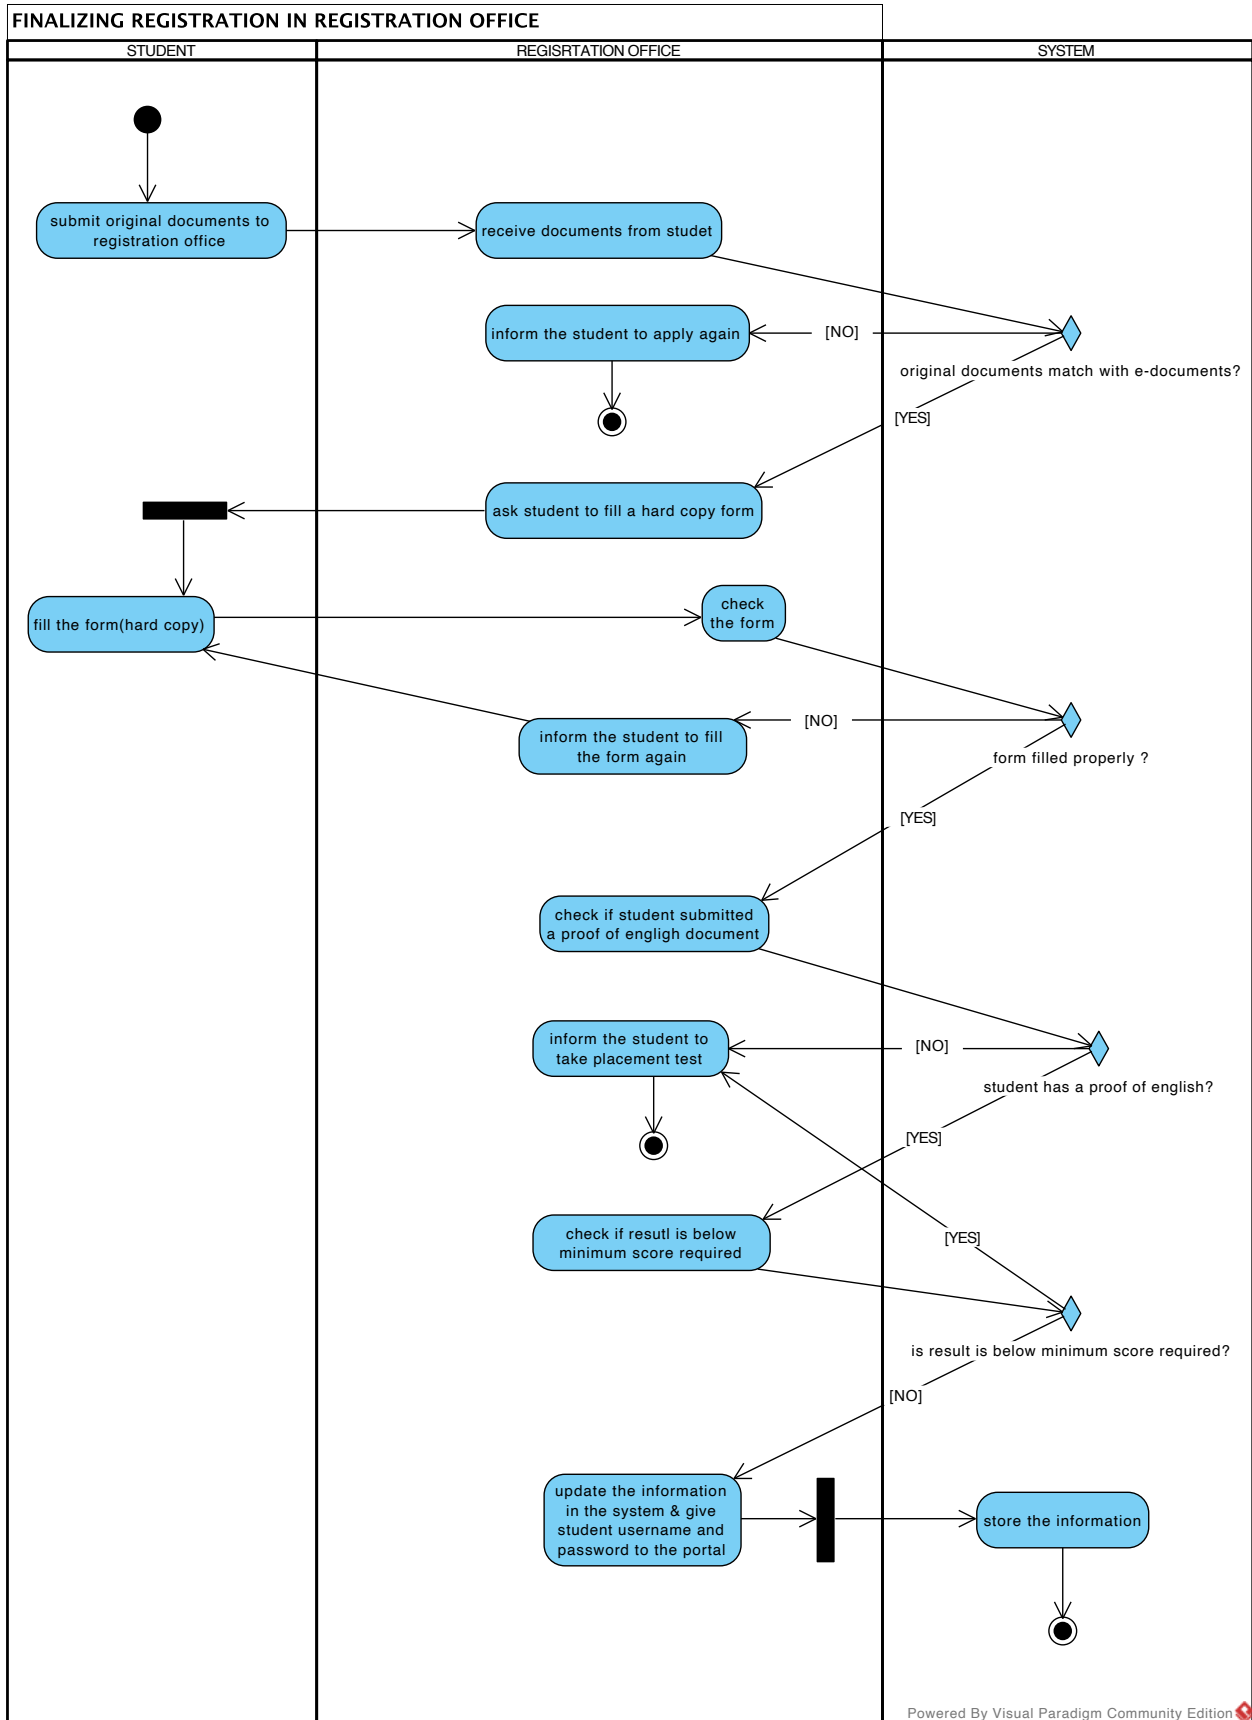 FINALIZING REGISTRATION IN REGISTRATION OFFICE
STUDENT
REGISRTATION OFFICE
SYSTEM
submit original documents to
registration office
receive documents from studet
inform the student to apply again
[NO]
original documents match with e-documents?
[YES]
ask student to fill a hard copy form
fill the form(hard copy)
check
the form
inform the student to fill
the form again
[NO]
form filled properly ?
[YES]
check if student submitted
a proof of engligh document
inform the student to
take placement test
[NO]
student has a proof of english?
[YES]
check if resutl is below
minimum score required
[YES]
is result is below minimum score required?
[NO]
update the information
in the system & give
student username and
password to the portal
store the information
Powered By Visual Paradigm Community Edition